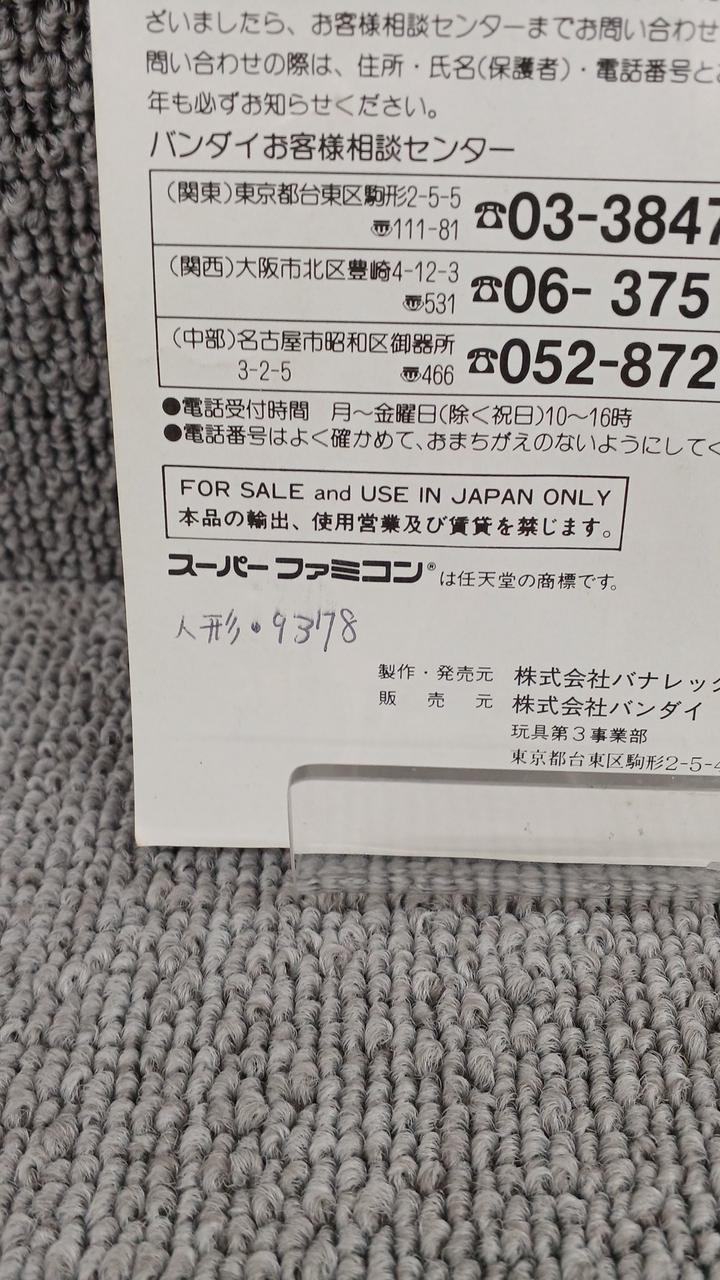 ざいましたら、お客様相談センターまでお問い合わせ
問い合わせの際は、住所・氏名(保護者)・電話番号と
年も必ずお知らせください。
バンダイお客様相談センター
(関東)東京都台東区駒形2-5-5
〠111-81
☎03-3847
(関西)大阪市北区豊崎4-12-3
〠531
☎06- 375
(中部)名古屋市昭和区御器所
3-2-5 〠466
☎052-872
●電話受付時間 月～金曜日(除く祝日)10～16時
●電話番号はよく確かめて、おまちがえのないようにしてく
FOR SALE and USE IN JAPAN ONLY
本品の輸出、使用営業及び賃貸を禁じます。
スーパーファミコン®は任天堂の商標です。
人形・93178
製作・発売元 株式会社バナレック
販売元 株式会社バンダイ
玩具第3事業部
東京都台東区駒形2-5-4